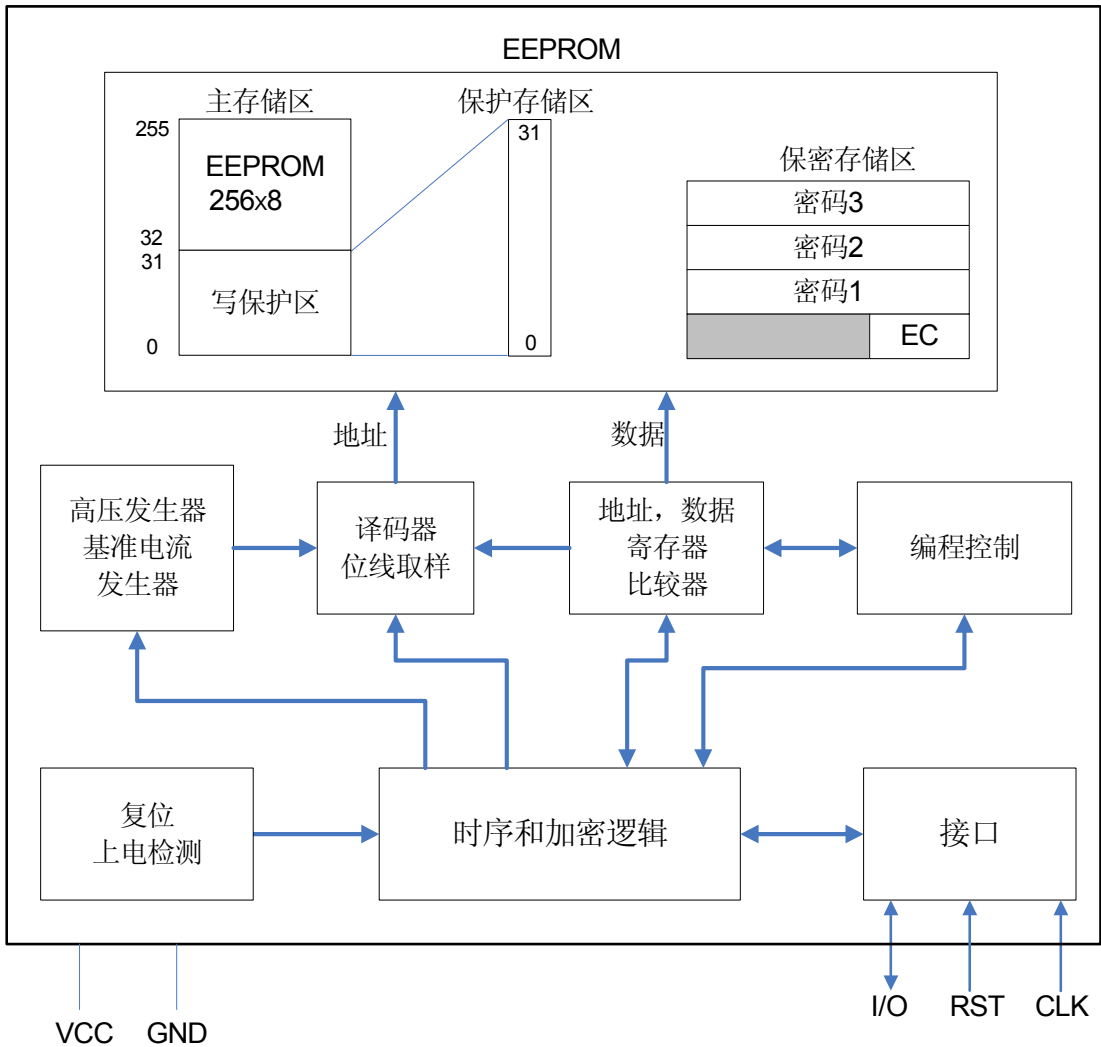 EEPROM
主存储区
保护存储区
255
31
EEPROM
256x8
保密存储区
密码3
32
密码2
31
写保护区
密码1
0
0
EC
地址
数据
高压发生器
基准电流
发生器
译码器
位线取样
地址，数据
寄存器
比较器
编程控制
复位
上电检测
时序和加密逻辑
接口
I/O
RST
CLK
VCC
GND